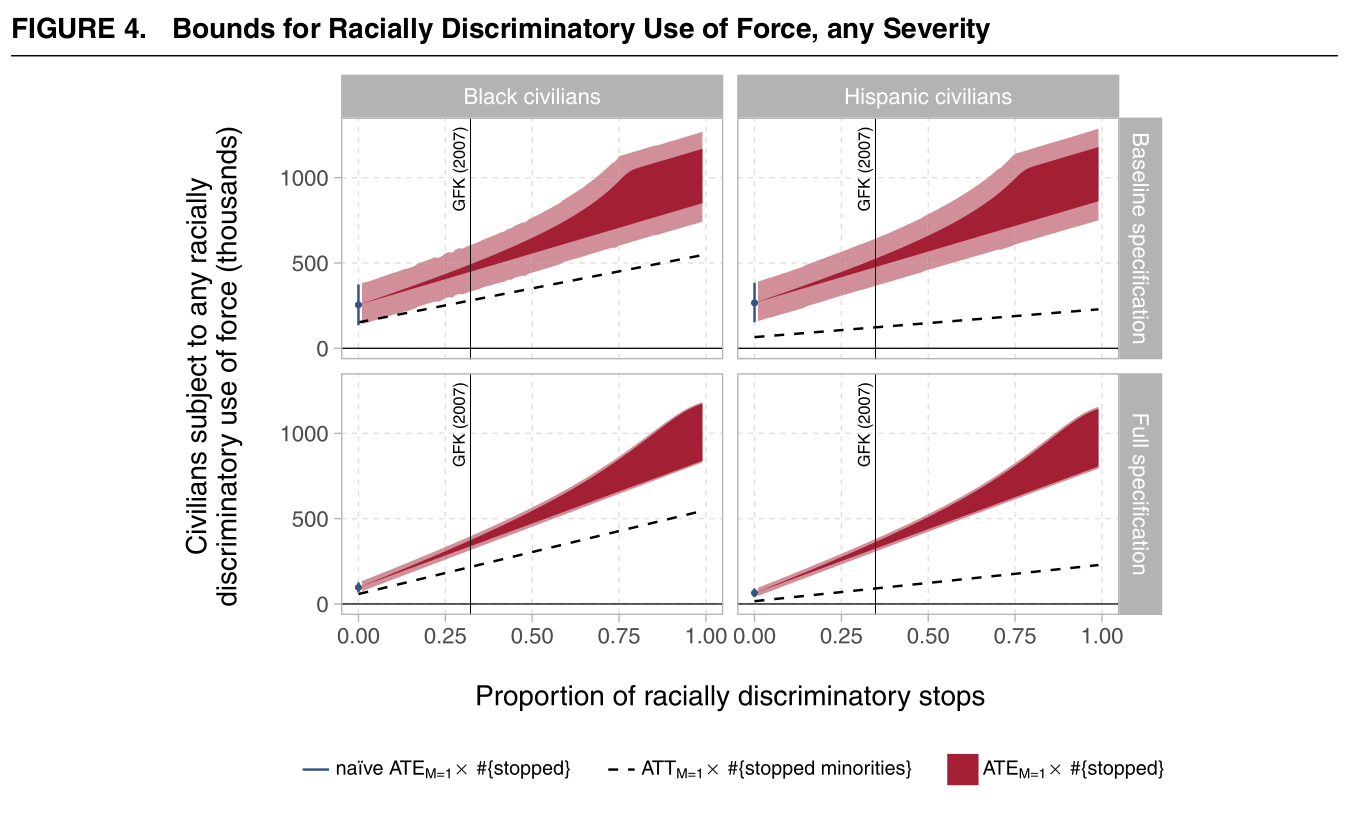 FIGURE 4. Bounds for Racially Discriminatory Use of Force, any Severity
Black civilians
Hispanic civilians
Civilians subject to any racially
discriminatory use of force (thousands)
1000
500
0
GFK (2007)
GFK (2007)
Baseline specification
1000
500
0
GFK (2007)
GFK (2007)
Full specification
0.00 0.25 0.50 0.75 1.00
0.00 0.25 0.50 0.75 1.00
Proportion of racially discriminatory stops
naïve ATE_M=1 × #{stopped}
ATT_M=1 × #{stopped minorities}
ATE_M=1 × #{stopped}